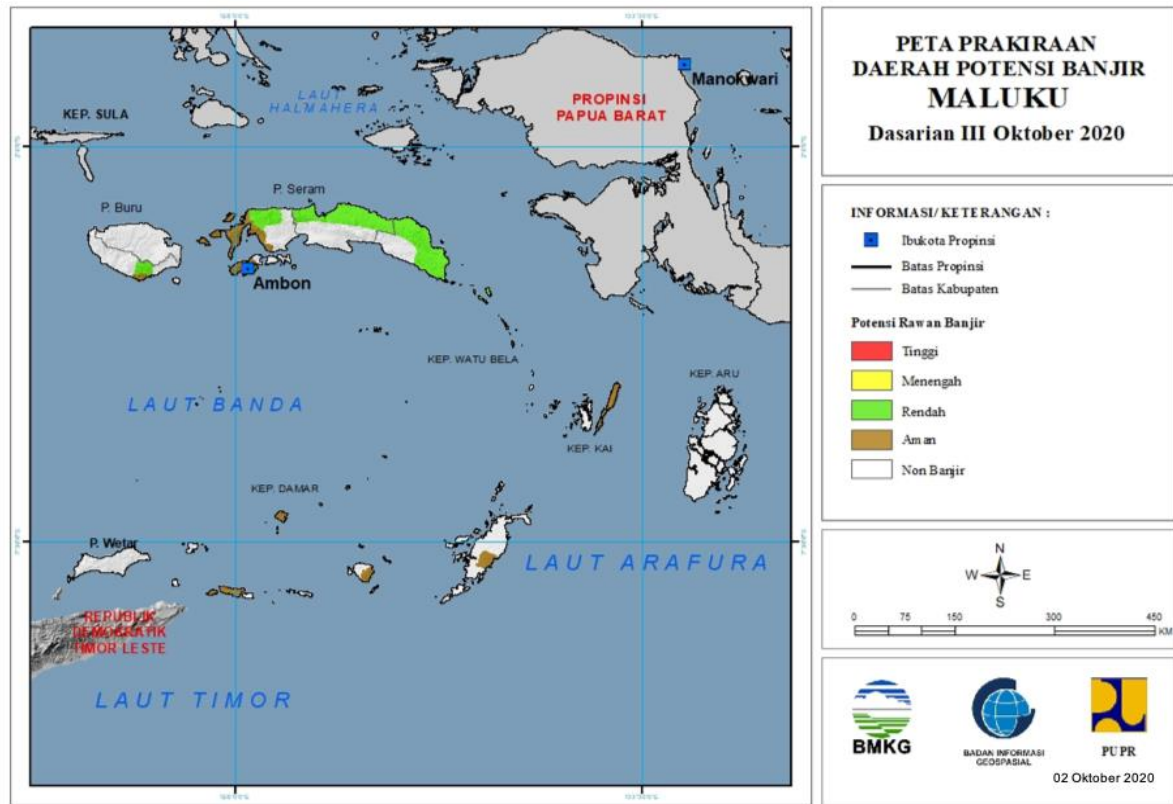 LAUT
HALMAHERA
Manokwari
PROPINSI
PAPUA BARAT
KEP. SULA
P. Seram
P. Buru
Ambon
KEP. WATU BELA
KEP. ARU
LAUT BANDA
KEP. KAI
KEP. DAMAR
P. Wetar
LAUT ARAFURA
REPUBLIK
DEMOGRATIK
TIMOR LESTE
LAUT TIMOR
PETA PRAKIRAAN
DAERAH POTENSI BANJIR
MALUKU
Dasarian III Oktober 2020
INFORMASI/ KETERANGAN :
Ibukota Propinsi
Batas Propinsi
Batas Kabupaten
Potensi Rawan Banjir
Tinggi
Menengah
Rendah
Aman
Non Banjir
N
W E
S
0 75 150 300 450
KM
BMKG
BADAN INFORMASI
GEOSPASIAL
PUPR
02 Oktober 2020